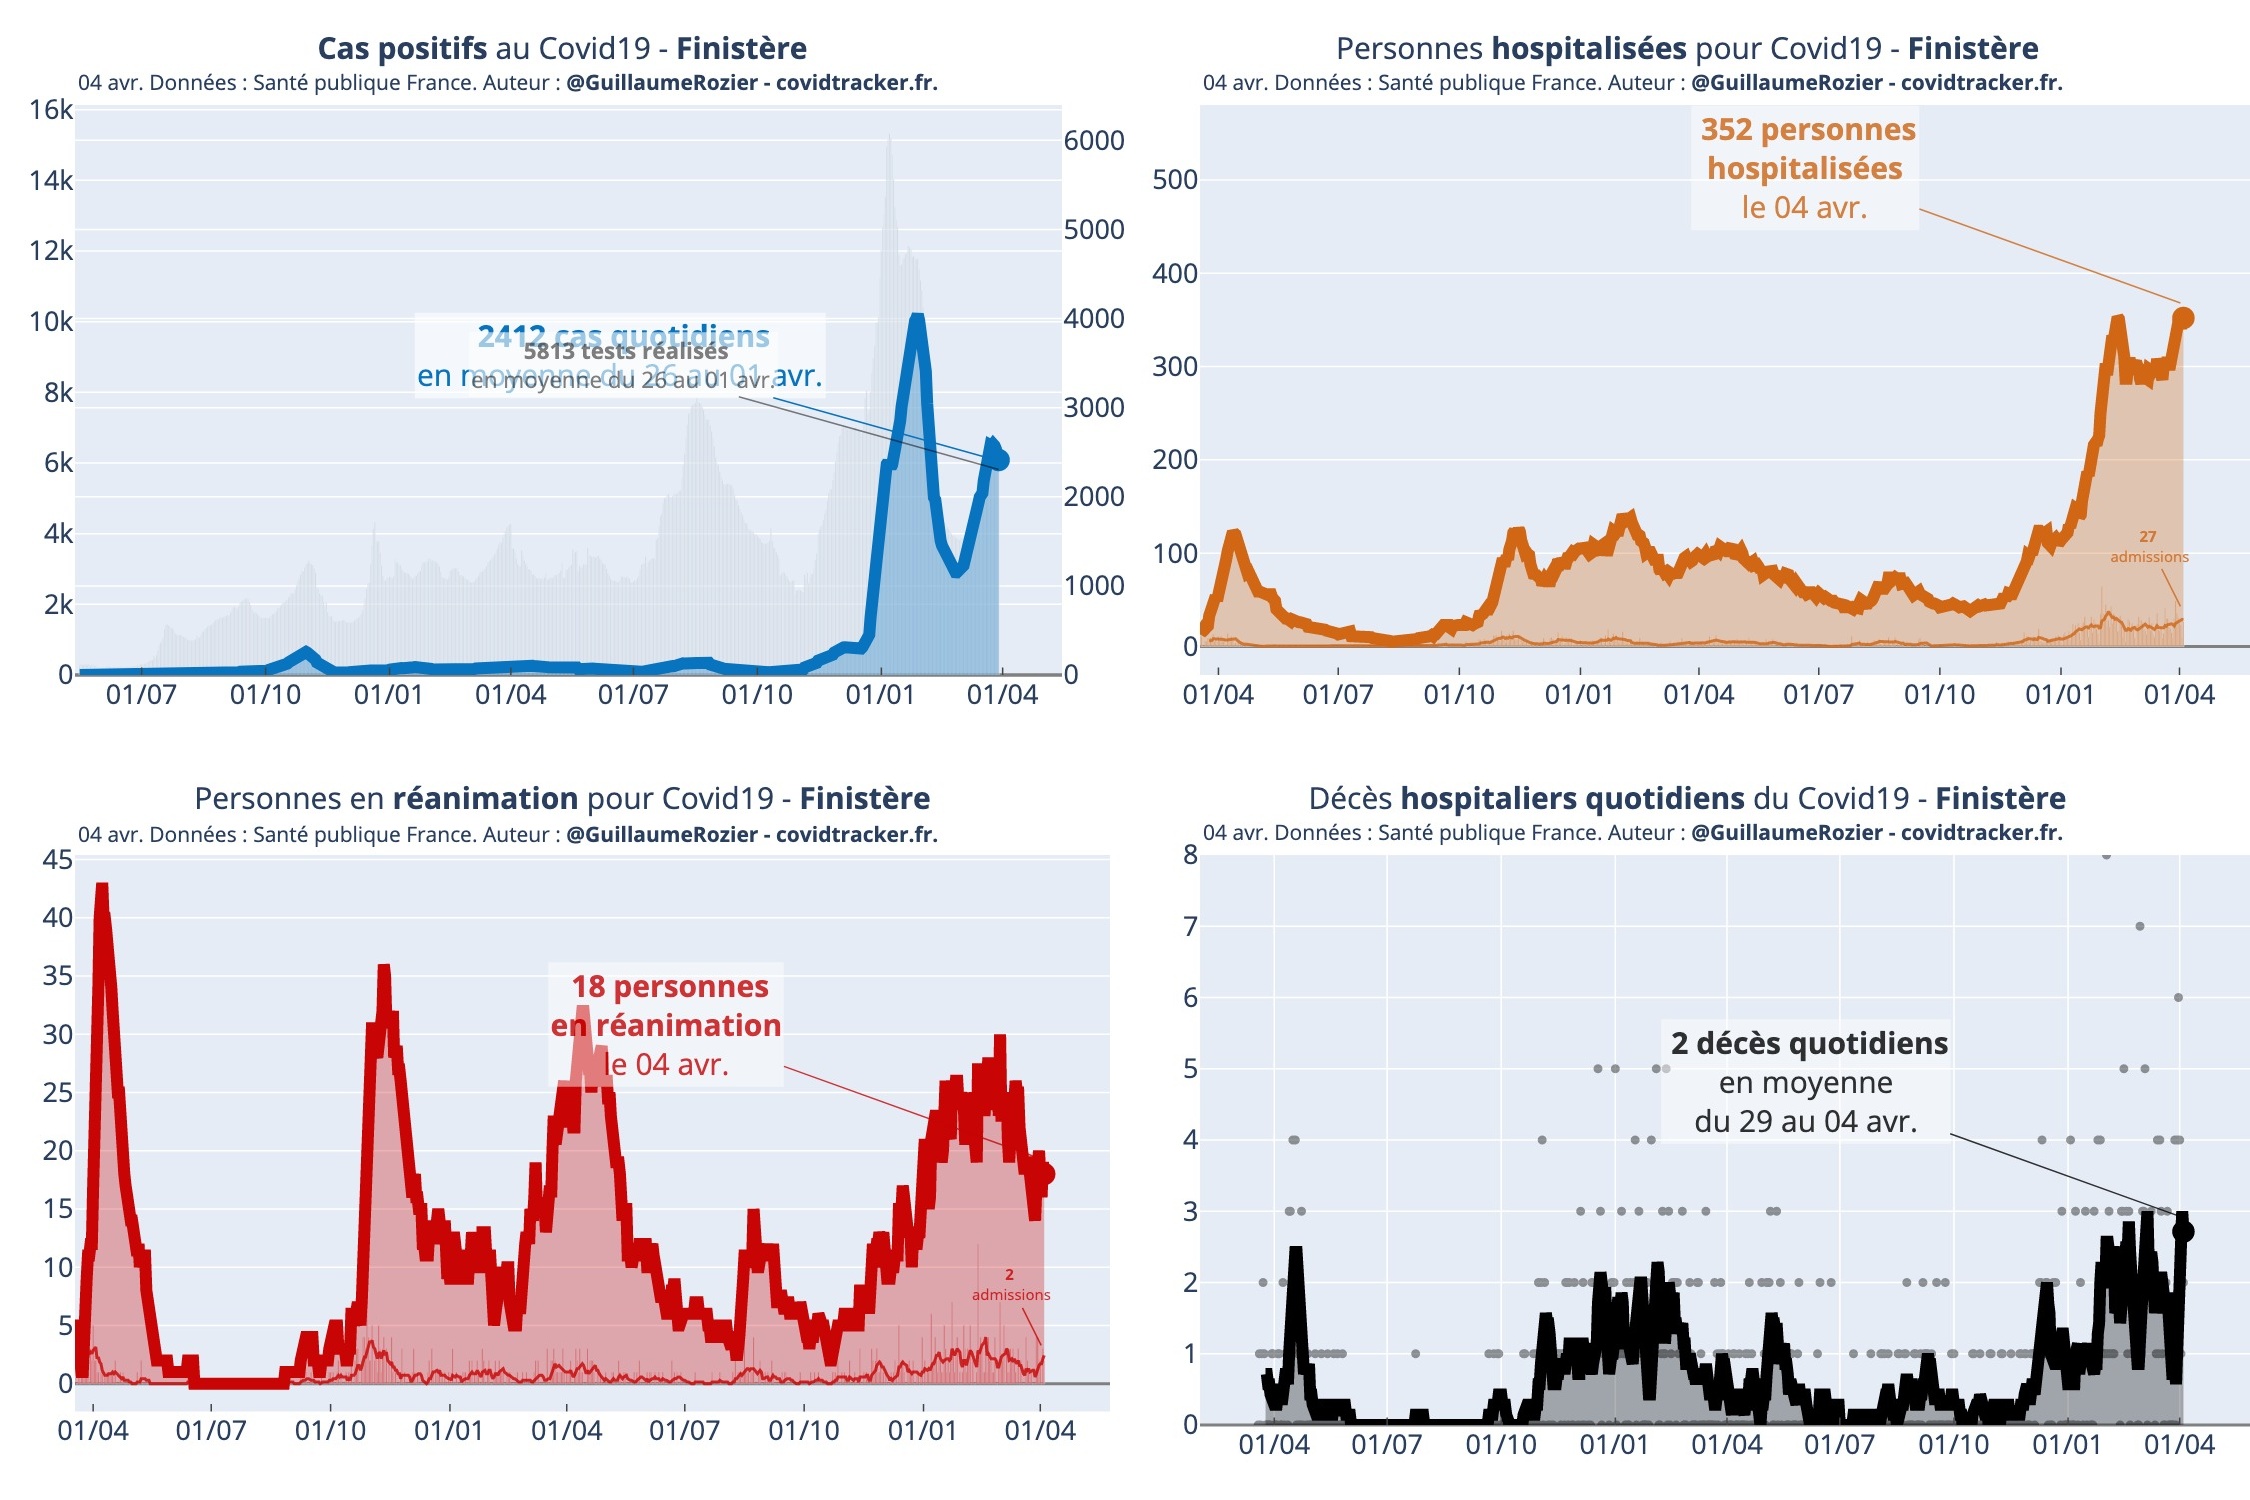 Cas positifs au Covid19 - Finistère
04 avr. Données : Santé publique France. Auteur : @GuillaumeRozier - covidtracker.fr.
16k
14k
12k
10k
8k
6k
4k
2k
0
6000
5000
4000
3000
2000
1000
0
2412 cas quotidiens
en moyenne du 26 au 01 avr.
5813 tests réalisés
en moyenne du 26 au 01 avr.
01/07 01/10 01/01 01/04 01/07 01/10 01/01 01/04
Personnes hospitalisées pour Covid19 - Finistère
04 avr. Données : Santé publique France. Auteur : @GuillaumeRozier - covidtracker.fr.
500
400
300
200
100
0
352 personnes
hospitalisées
le 04 avr.
27
admissions
01/04 01/07 01/10 01/01 01/04 01/07 01/10 01/01 01/04
Personnes en réanimation pour Covid19 - Finistère
04 avr. Données : Santé publique France. Auteur : @GuillaumeRozier - covidtracker.fr.
45
40
35
30
25
20
15
10
5
0
18 personnes
en réanimation
le 04 avr.
2
admissions
01/04 01/07 01/10 01/01 01/04 01/07 01/10 01/01 01/04
Décès hospitaliers quotidiens du Covid19 - Finistère
04 avr. Données : Santé publique France. Auteur : @GuillaumeRozier - covidtracker.fr.
8
7
6
5
4
3
2
1
0
2 décès quotidiens
en moyenne
du 29 au 04 avr.
01/04 01/07 01/10 01/01 01/04 01/07 01/10 01/01 01/04